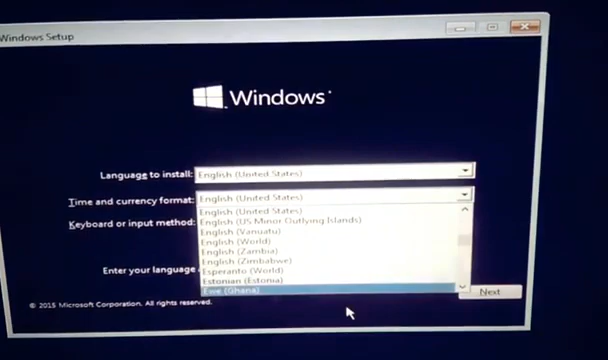 Windows Setup
Windows
Language to install: English (United States)
Time and currency format: English (United States)
English (United States)
Keyboard or input method: English (US Minor Outlying Islands)
English (Vanuatu)
English (World)
English (Zambia)
English (Zimbabwe)
Enter your language Esperanto (World)
Estonian (Estonia)
Ewe (Ghana)
Next
© 2015 Microsoft Corporation. All rights reserved.